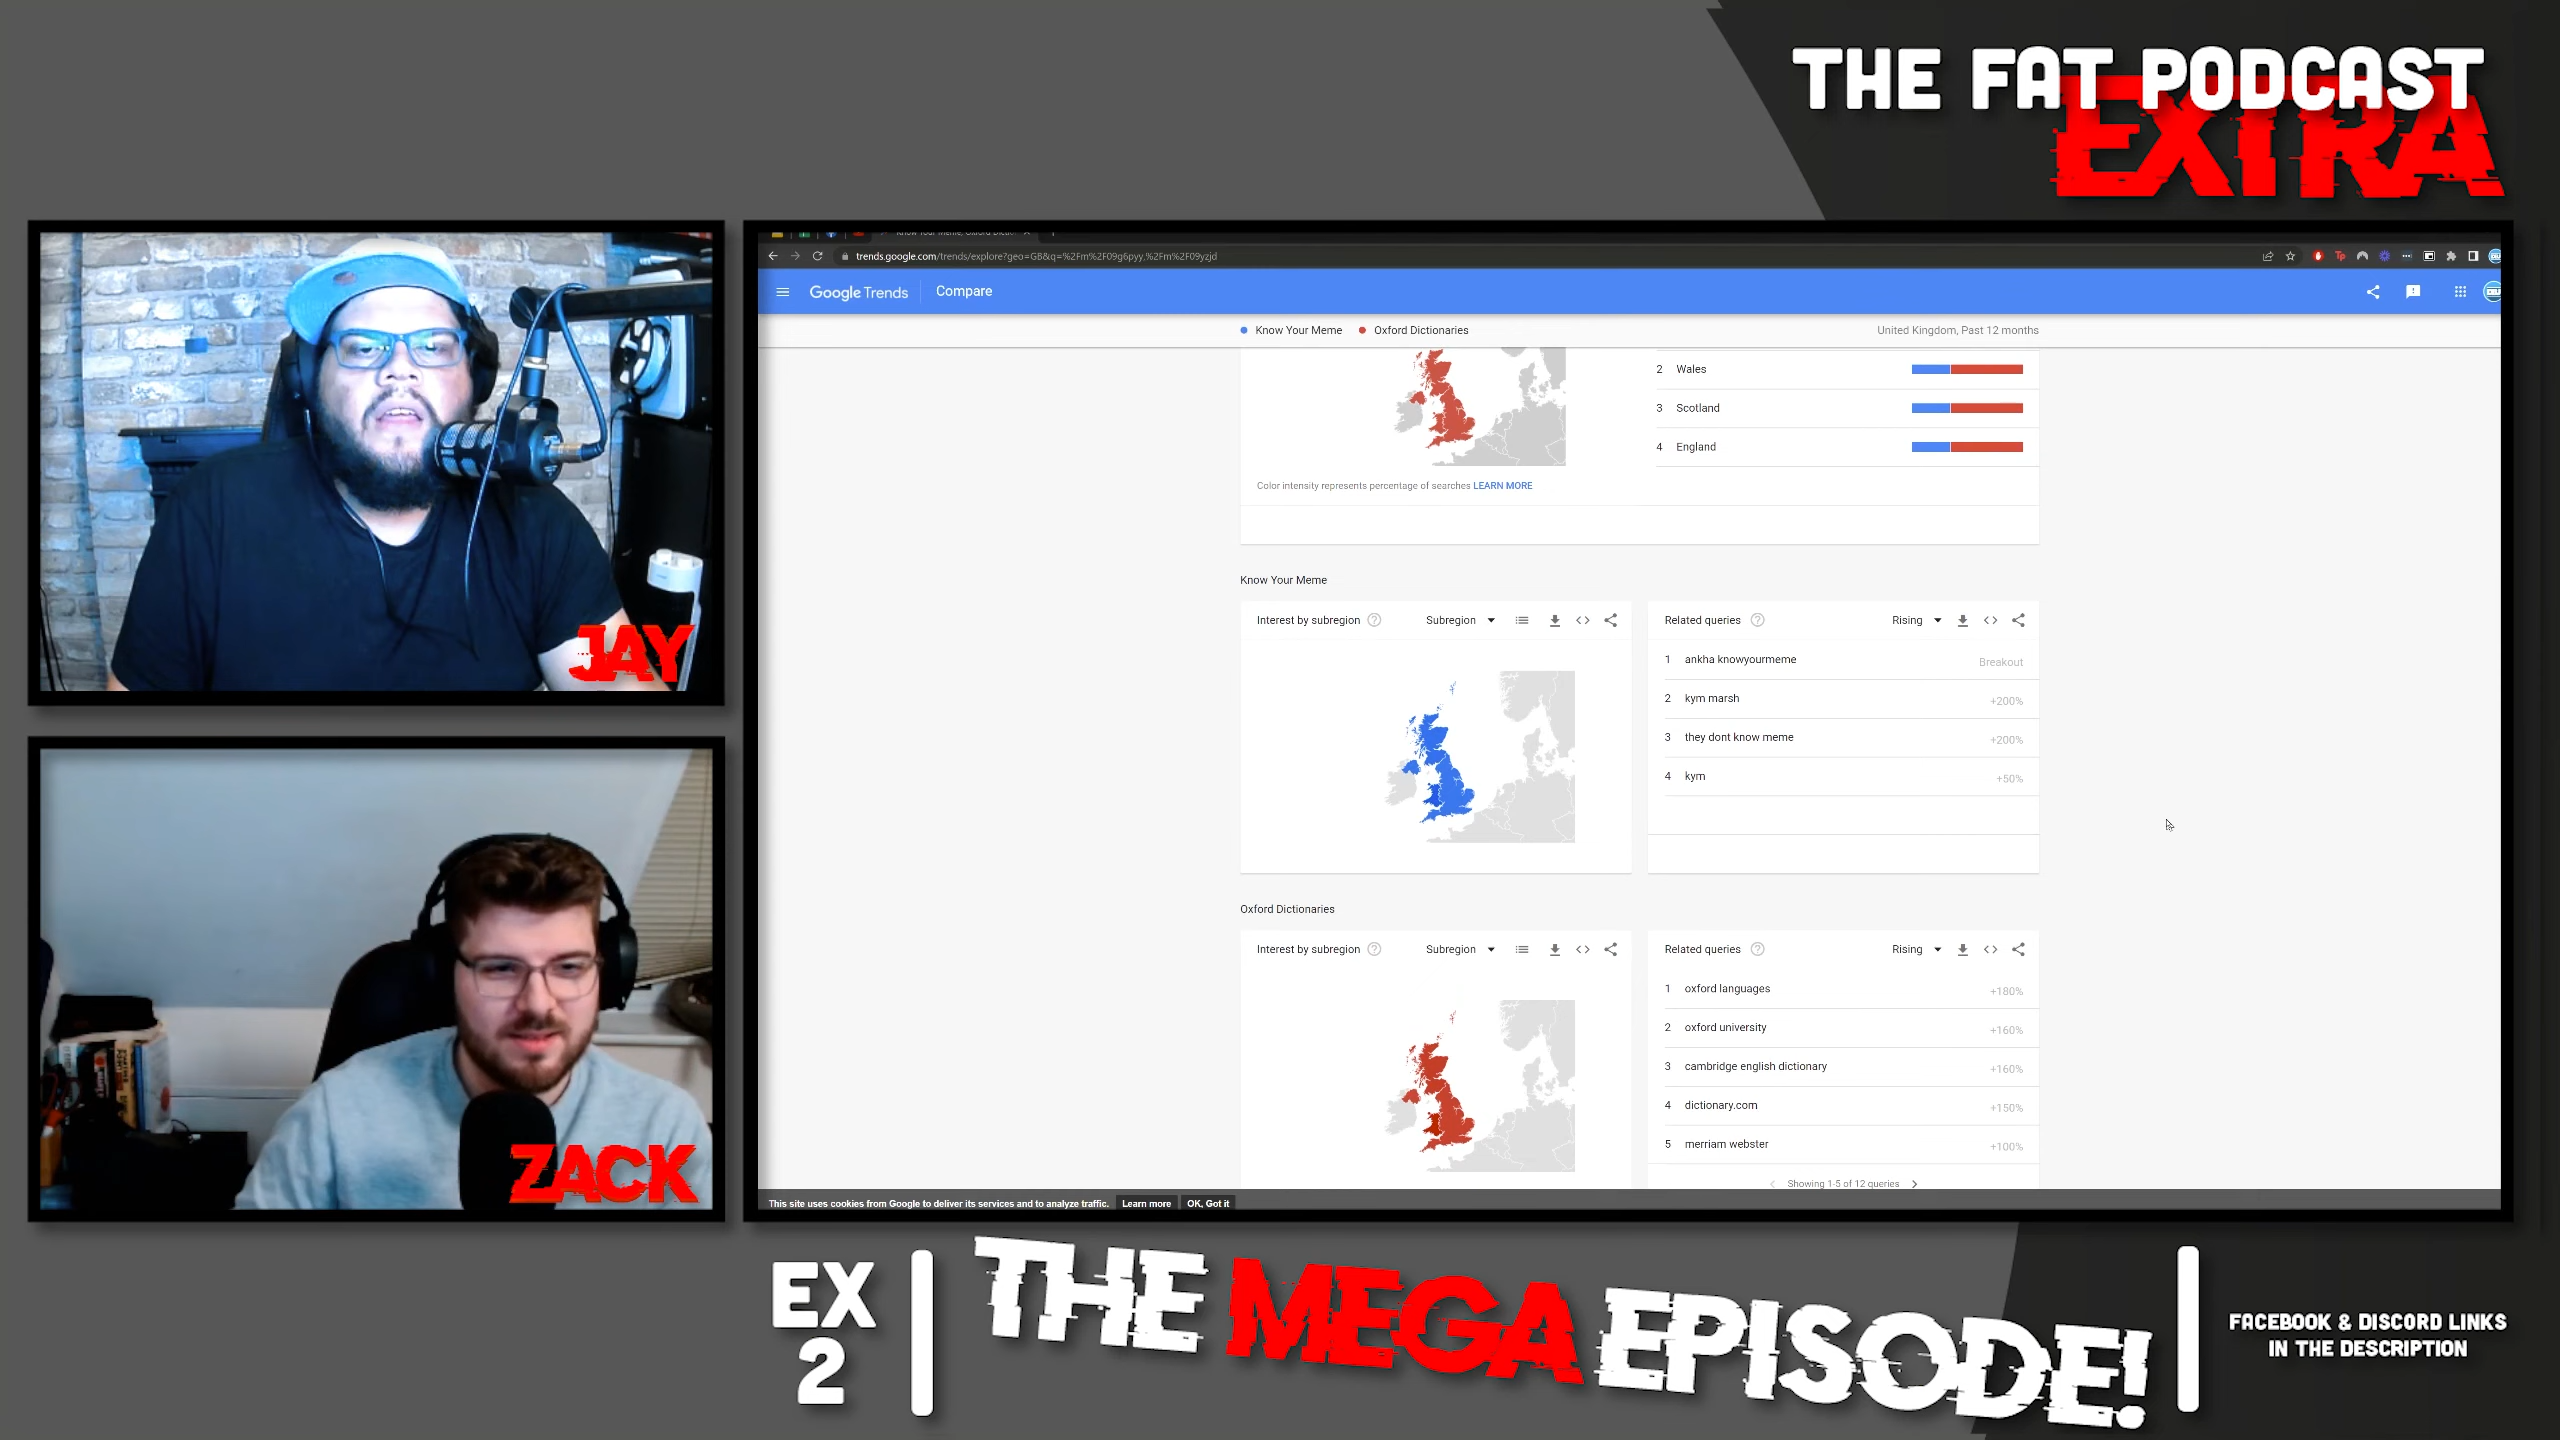 THE FAT PODCAST
EXTRA
trends.google.com/trends/explore?geo=GB&q=%2Fm%2F09g6pyy,%2Fm%2F09yzjd
Google Trends
Compare
Know Your Meme
Oxford Dictionaries
United Kingdom, Past 12 months
2 Wales
3 Scotland
4 England
Color intensity represents percentage of searches LEARN MORE
Know Your Meme
Interest by subregion
Subregion
Related queries
Rising
1 ankha knowyourmeme Breakout
2 kym marsh +200%
3 they dont know meme +200%
4 kym +50%
Oxford Dictionaries
Interest by subregion
Subregion
Related queries
Rising
1 oxford languages +180%
2 oxford university +160%
3 cambridge english dictionary +160%
4 dictionary.com +150%
5 merriam webster +100%
Showing 1-5 of 12 queries
This site uses cookies from Google to deliver its services and to analyze traffic. Learn more OK, Got it
JAY
ZACK
EX
2
THE MEGA EPISODE!
FACEBOOK & DISCORD LINKS
IN THE DESCRIPTION